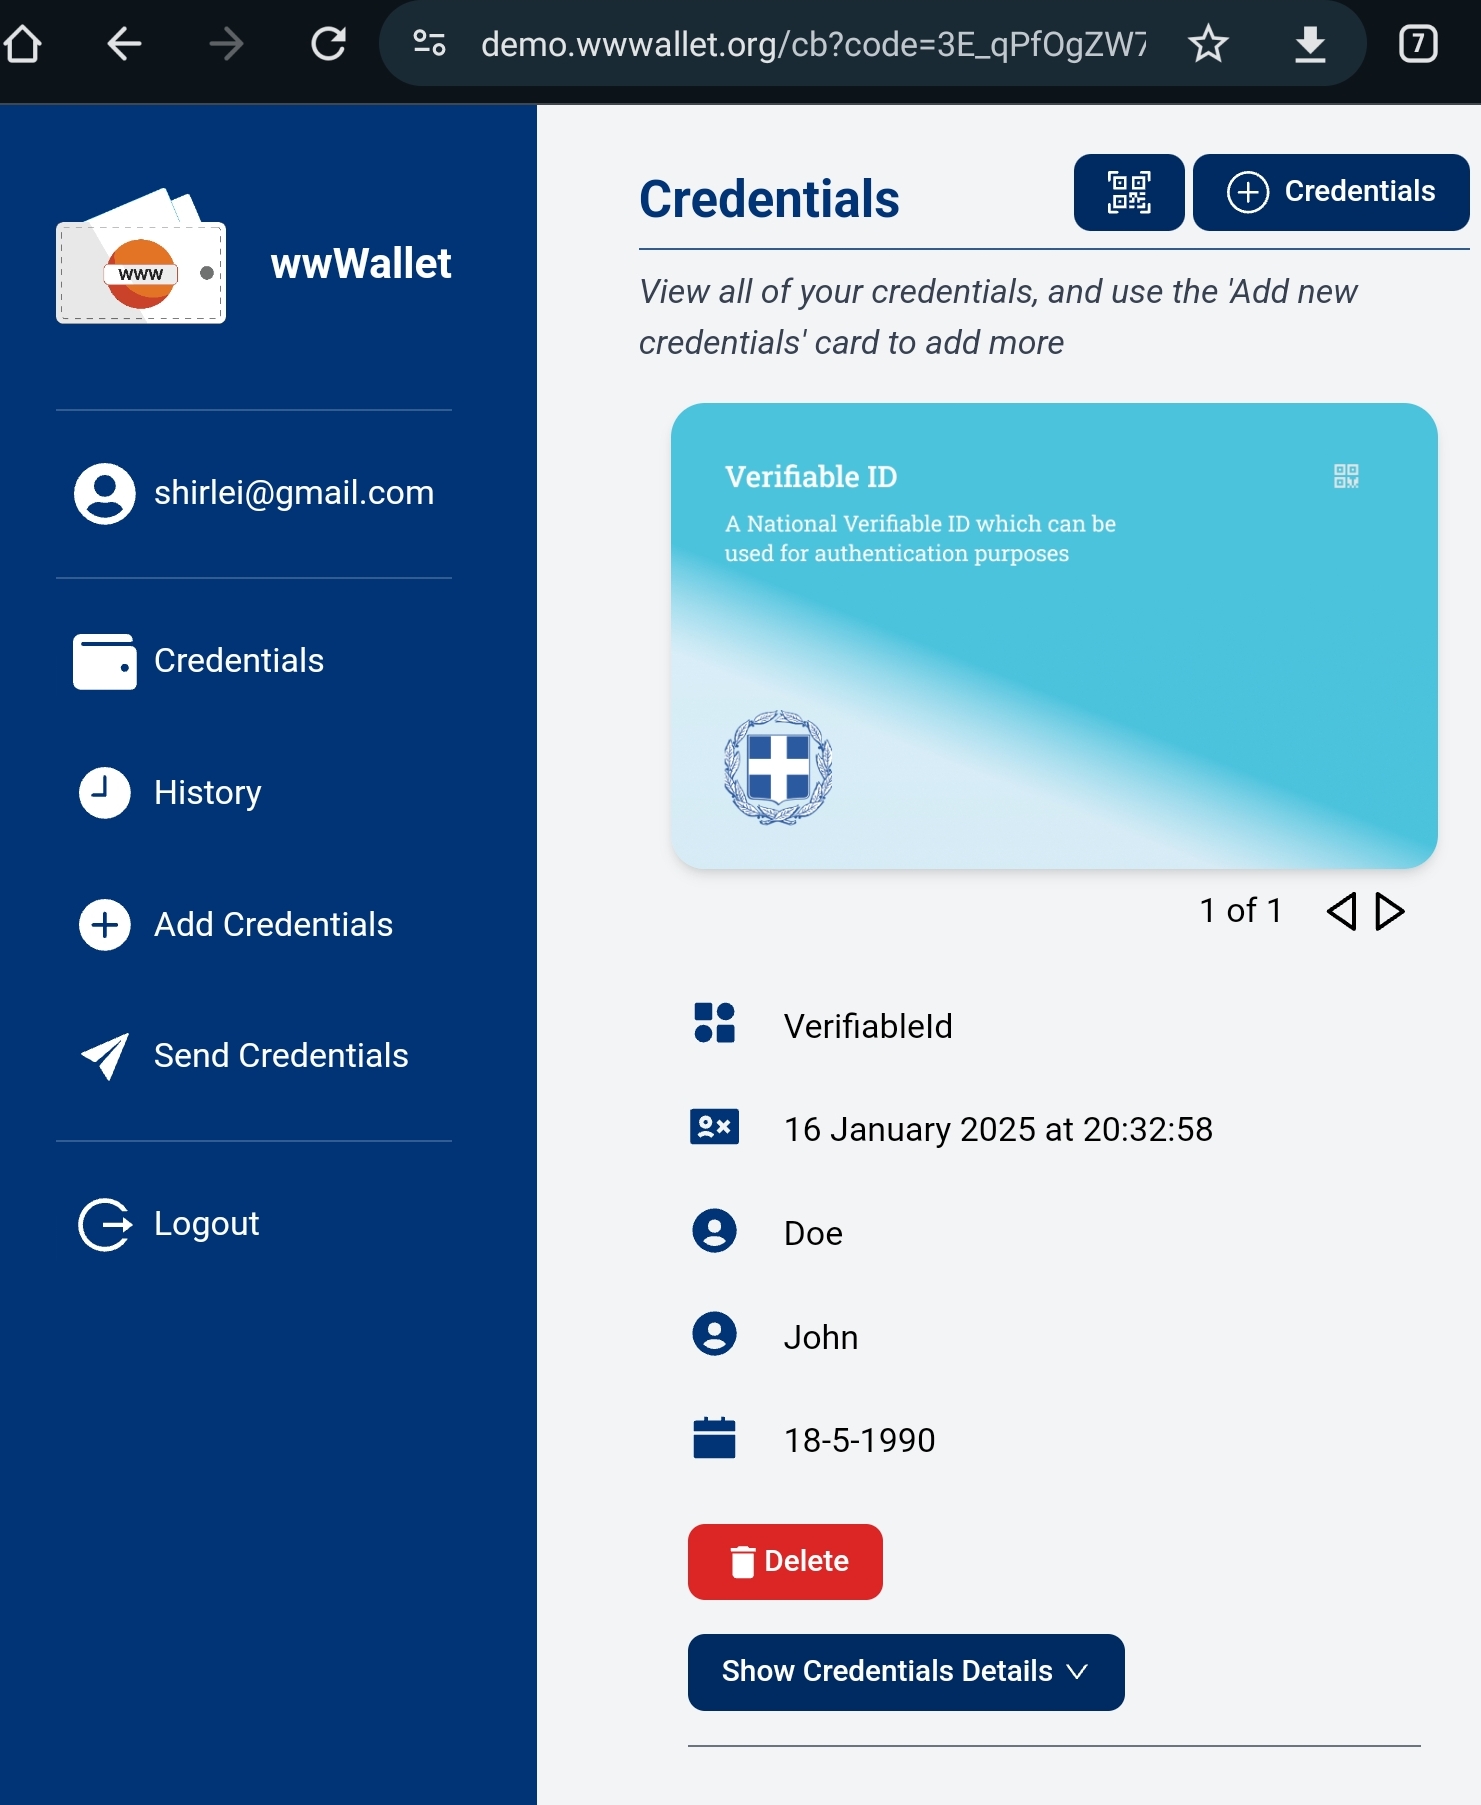 demo.wwwallet.org/cb?code=3E_qPfOgZW7
7
www
wwWallet
shirlei@gmail.com
Credentials
History
Add Credentials
Send Credentials
Logout
Credentials
Credentials
View all of your credentials, and use the 'Add new
credentials' card to add more
Verifiable ID
A National Verifiable ID which can be
used for authentication purposes
1 of 1
VerifiableId
16 January 2025 at 20:32:58
Doe
John
18-5-1990
Delete
Show Credentials Details